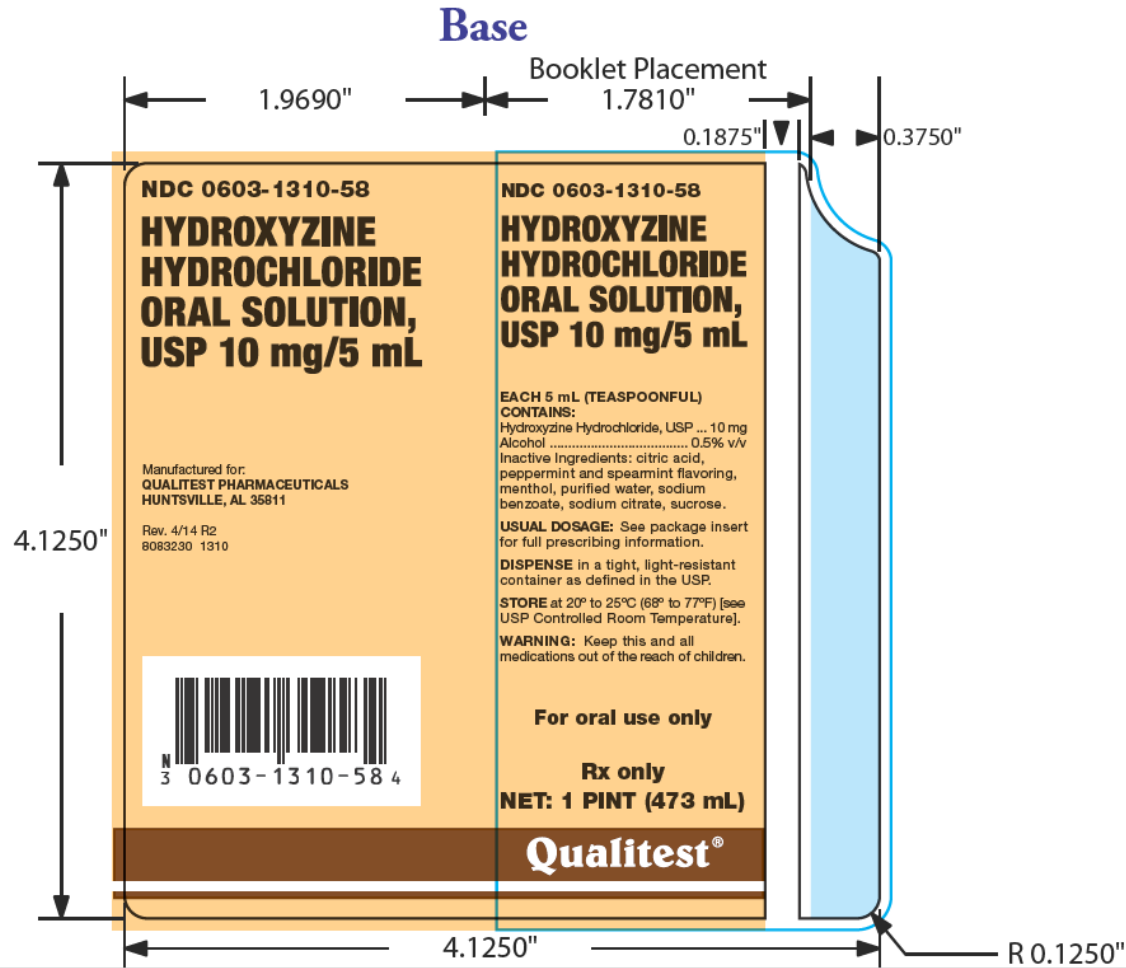 Base
Booklet Placement
1.9690"
1.7810"
0.1875"
0.3750"
NDC 0603-1310-58
HYDROXYZINE
HYDROCHLORIDE
ORAL SOLUTION,
USP 10 mg/5 mL
Manufactured for:
QUALITEST PHARMACEUTICALS
HUNTSVILLE, AL 35811
Rev. 4/14 R2
8083230 1310
N
3 0603-1310-58 4
NDC 0603-1310-58
HYDROXYZINE
HYDROCHLORIDE
ORAL SOLUTION,
USP 10 mg/5 mL
EACH 5 mL (TEASPOONFUL)
CONTAINS:
Hydroxyzine Hydrochloride, USP ... 10 mg
Alcohol ..................................... 0.5% v/v
Inactive Ingredients: citric acid,
peppermint and spearmint flavoring,
menthol, purified water, sodium
benzoate, sodium citrate, sucrose.
USUAL DOSAGE: See package insert
for full prescribing information.
DISPENSE in a tight, light-resistant
container as defined in the USP.
STORE at 20º to 25ºC (68º to 77ºF) [see
USP Controlled Room Temperature].
WARNING: Keep this and all
medications out of the reach of children.
For oral use only
Rx only
NET: 1 PINT (473 mL)
Qualitest®
4.1250"
4.1250"
R 0.1250"